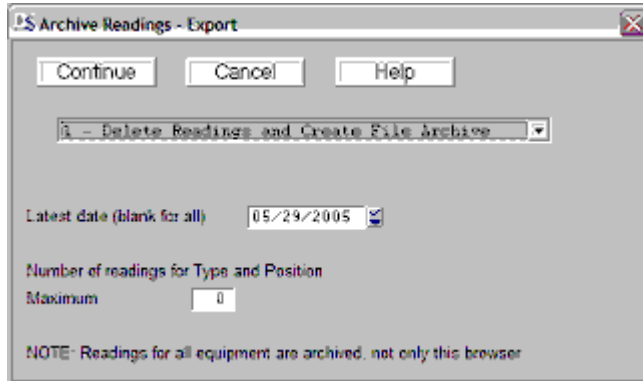 Archive Readings - Export
Continue Cancel Help
- Delete Readings and Create File Archive
Latest date (blank for all) 05/29/2005
Number of readings for Type and Position
Maximum 0
NOTE: Readings for all equipment are archived, not only this browser